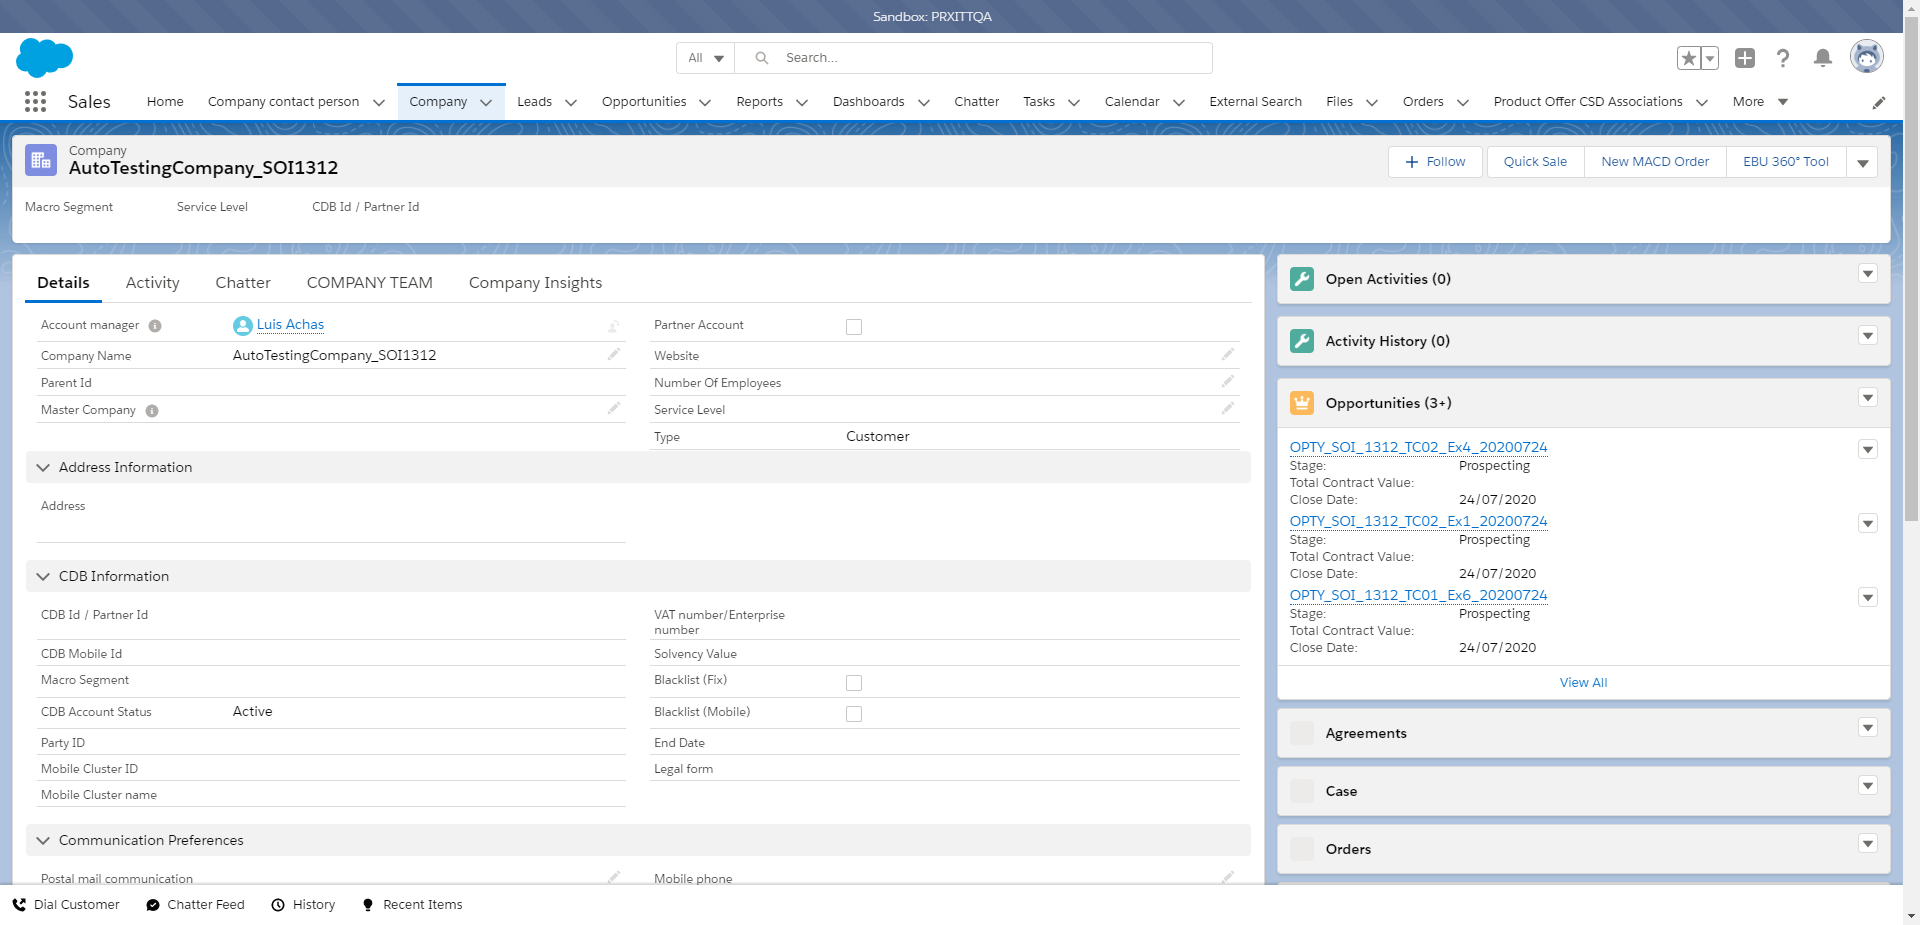 Sandbox: PRXITTQA
All
Search...
Sales
Home
Company contact person
Company
Leads
Opportunities
Reports
Dashboards
Chatter
Tasks
Calendar
External Search
Files
Orders
Product Offer CSD Associations
More
Company
AutoTestingCompany_SOI1312
Follow
Quick Sale
New MACD Order
EBU 360° Tool
Macro Segment
Service Level
CDB Id / Partner Id
Details
Activity
Chatter
COMPANY TEAM
Company Insights
Account manager
Luis Achas
Partner Account
Company Name
AutoTestingCompany_SOI1312
Website
Parent Id
Number Of Employees
Master Company
Service Level
Type
Customer
Address Information
Address
CDB Information
CDB Id / Partner Id
VAT number/Enterprise
number
CDB Mobile Id
Solvency Value
Macro Segment
Blacklist (Fix)
CDB Account Status
Active
Blacklist (Mobile)
Party ID
End Date
Mobile Cluster ID
Legal form
Mobile Cluster name
Communication Preferences
Postal mail communication
Mobile phone
Open Activities (0)
Activity History (0)
Opportunities (3+)
OPTY_SOI_1312_TC02_Ex4_20200724
Stage:
Prospecting
Total Contract Value:
Close Date:
24/07/2020
OPTY_SOI_1312_TC02_Ex1_20200724
Stage:
Prospecting
Total Contract Value:
Close Date:
24/07/2020
OPTY_SOI_1312_TC01_Ex6_20200724
Stage:
Prospecting
Total Contract Value:
Close Date:
24/07/2020
View All
Agreements
Case
Orders
Dial Customer
Chatter Feed
History
Recent Items